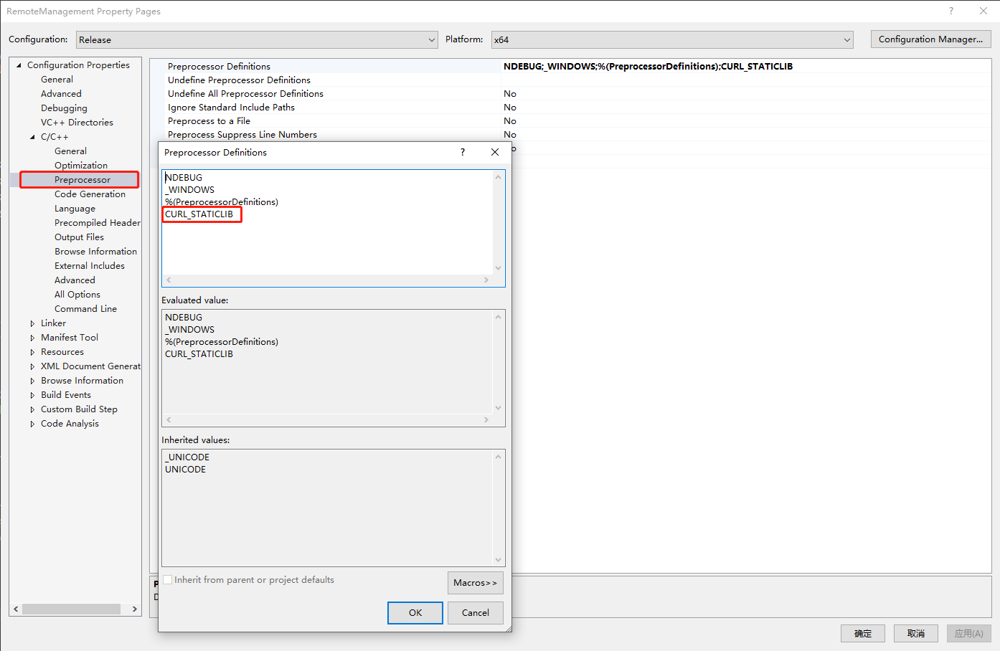 RemoteManagement Property Pages
?
Configuration:
Release
Platform:
x64
Configuration Manager...
Configuration Properties
General
Advanced
Debugging
VC++ Directories
C/C++
General
Optimization
Preprocessor
Code Generation
Language
Precompiled Header
Output Files
Browse Information
External Includes
Advanced
All Options
Command Line
Linker
Manifest Tool
Resources
XML Document Generat
Browse Information
Build Events
Custom Build Step
Code Analysis
Preprocessor Definitions NDEBUG;_WINDOWS;%(PreprocessorDefinitions);CURL_STATICLIB
Undefine Preprocessor Definitions
Undefine All Preprocessor Definitions No
Ignore Standard Include Paths No
Preprocess to a File No
Preprocess Suppress Line Numbers No
Preprocessor Definitions
?
NDEBUG
_WINDOWS
%(PreprocessorDefinitions)
CURL_STATICLIB
Evaluated value:
NDEBUG
_WINDOWS
%(PreprocessorDefinitions)
CURL_STATICLIB
Inherited values:
_UNICODE
UNICODE
Inherit from parent or project defaults
Macros>>
OK
Cancel
确定
取消
应用(A)